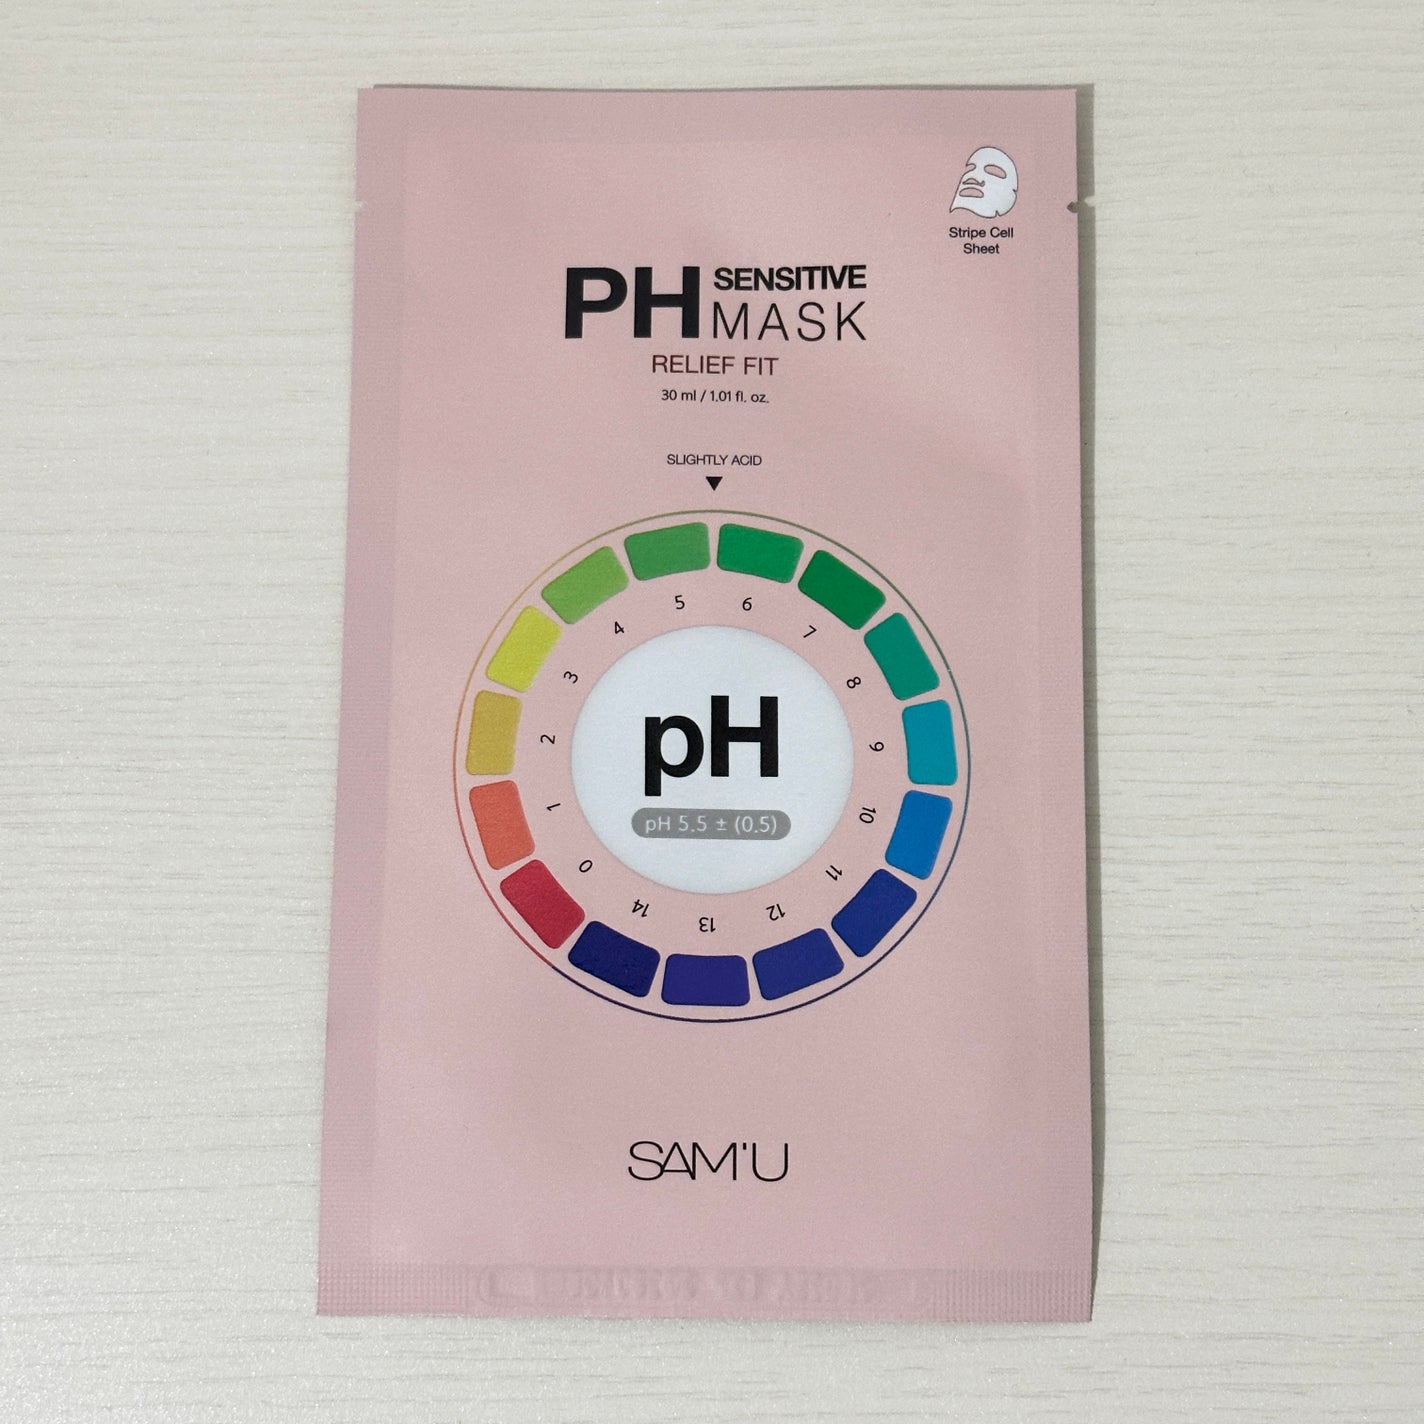 Stripe Cell
Sheet
PH SENSITIVE
MASK
RELIEF FIT
30 ml / 1.01 fl. oz.
SLIGHTLY ACID
0
1
2
3
4
5
6
7
8
9
10
11
12
13
14
pH
pH 5.5 ± (0.5)
SAM'U